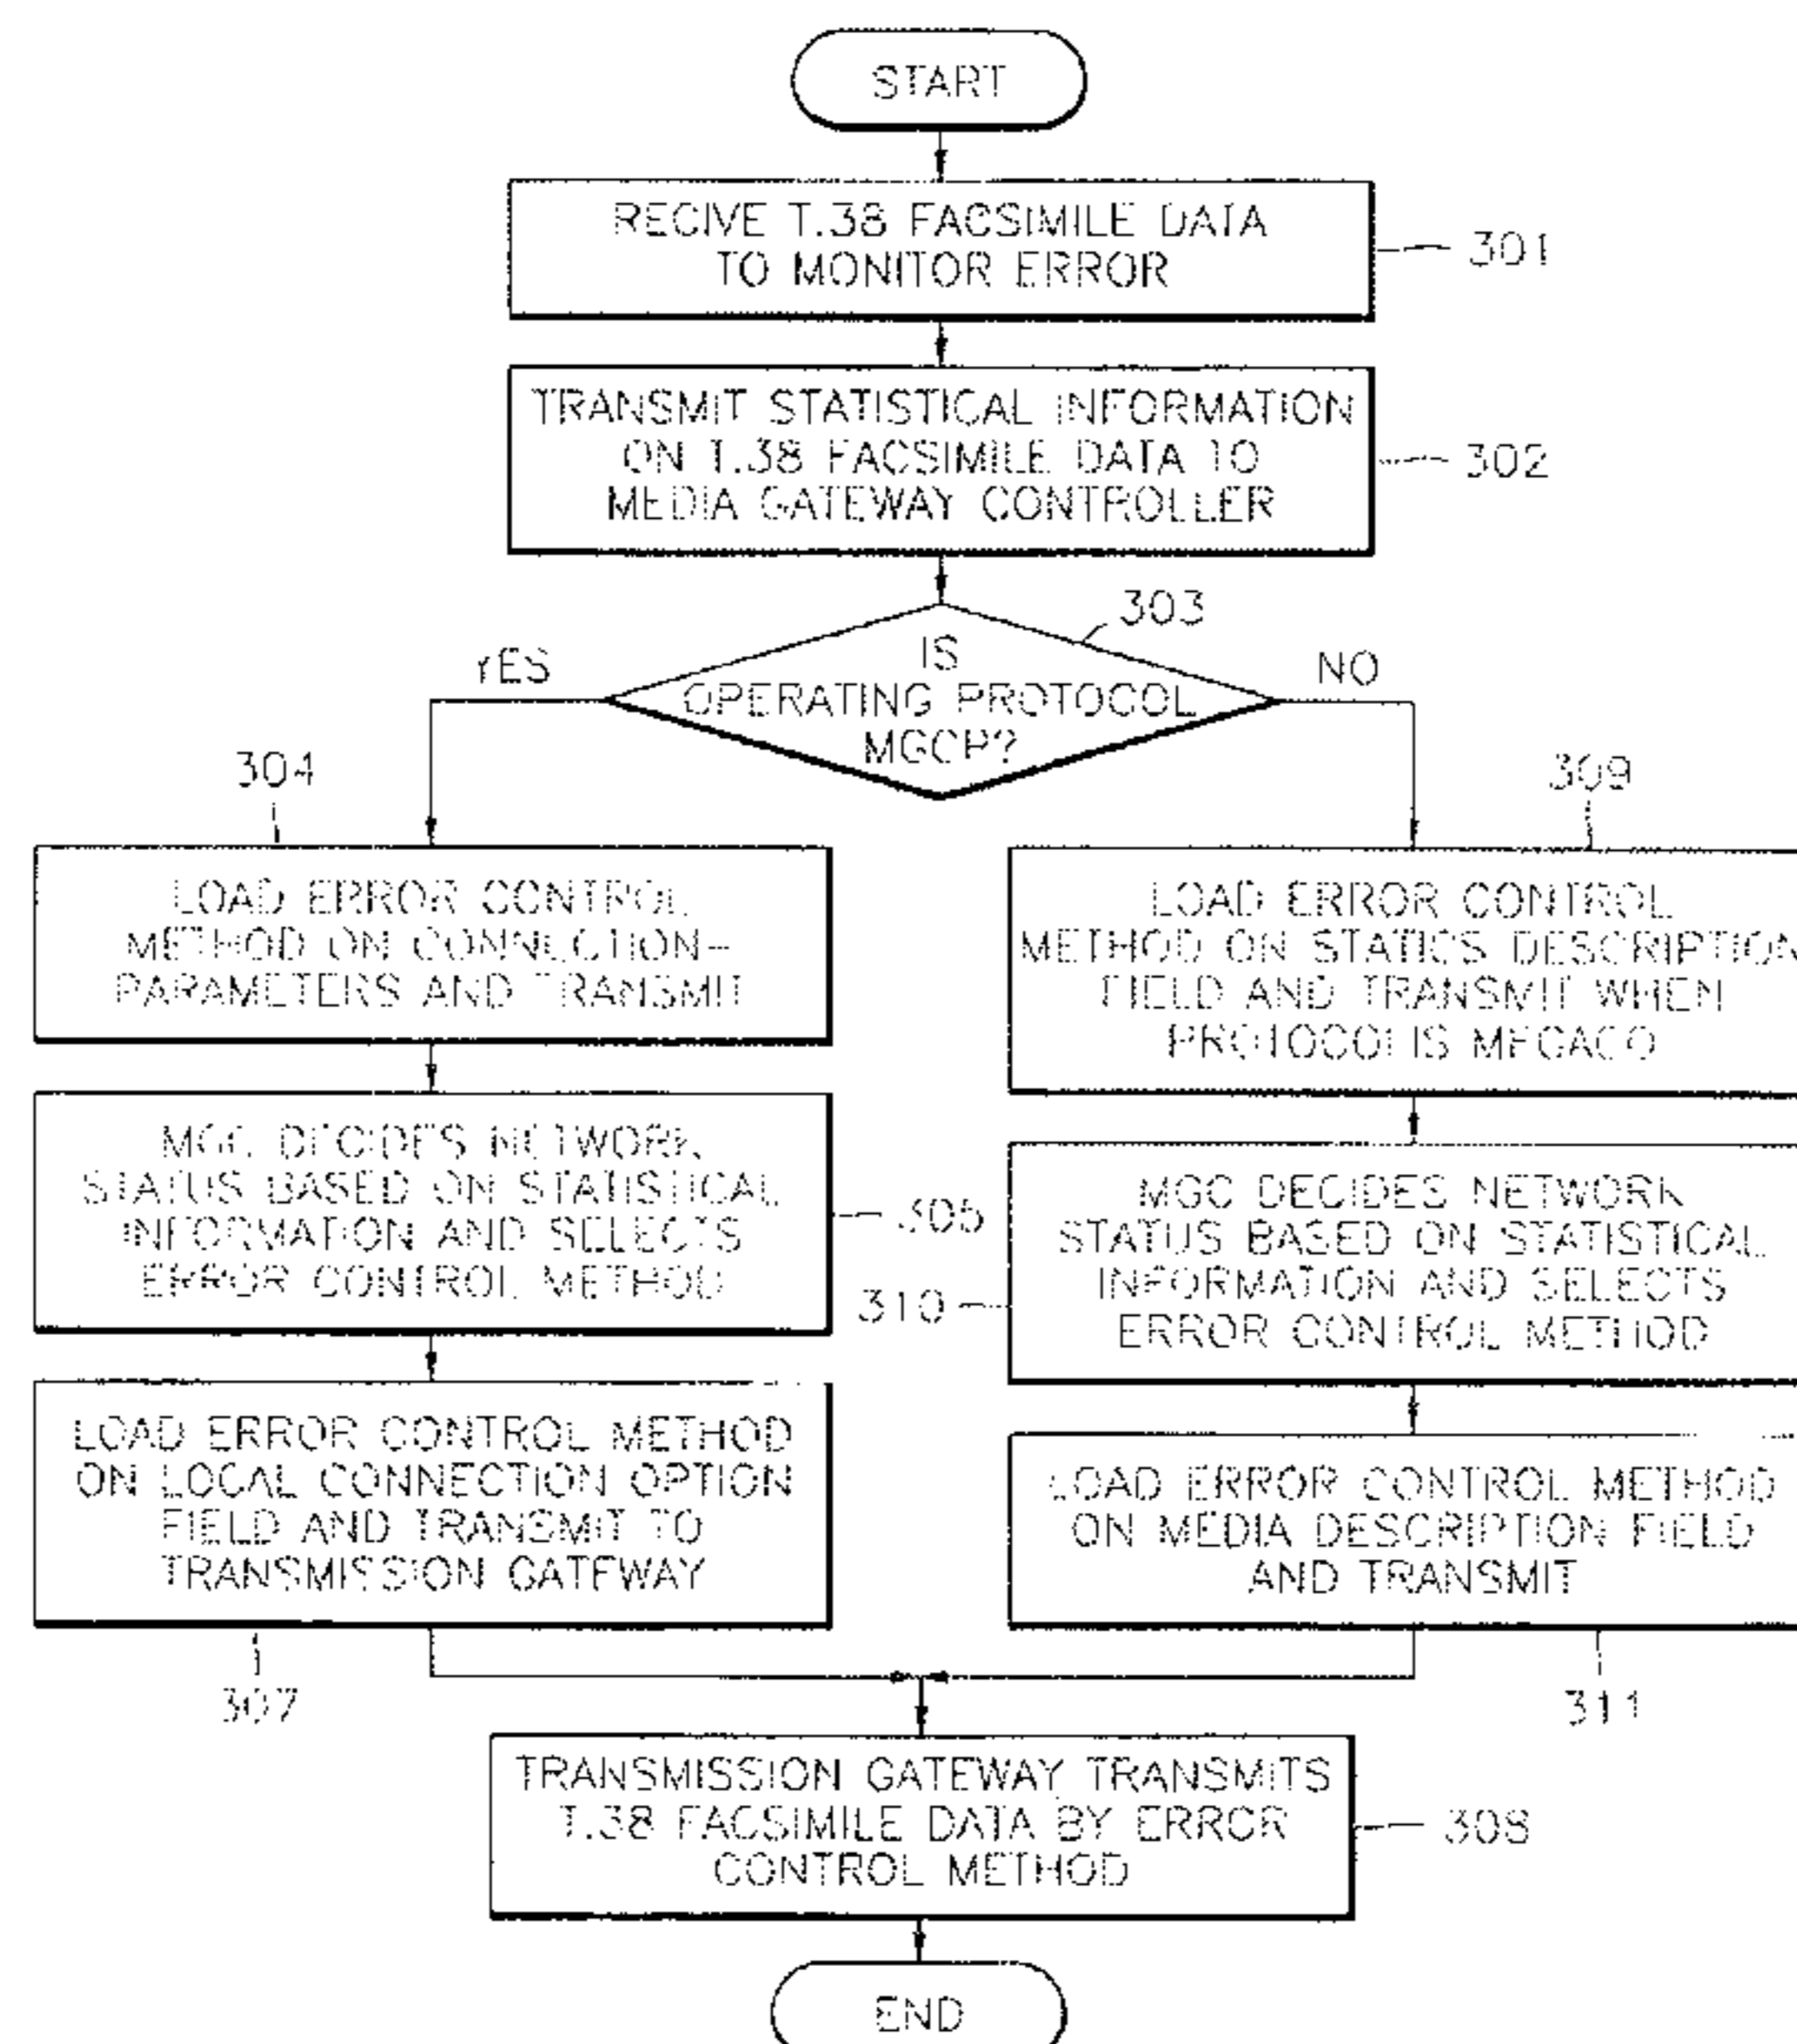 START
RECIVE T.38 FACSIMILE DATA
TO MONITOR ERROR
301
TRANSMIT STATISTICAL INFORMATION
ON T.38 FACSIMILE DATA TO
MEDIA GATEWAY CONTROLLER
302
303
IS
OPERATING PROTOCOL
MGCP?
YES
NO
304
LOAD ERROR CONTROL
METHOD ON CONNECTION-
PARAMETERS AND TRANSMIT
MGC DECIDES NETWORK
STATUS BASED ON STATISTICAL
INFORMATION AND SELECTS
ERROR CONTROL METHOD
305
LOAD ERROR CONTROL METHOD
ON LOCAL CONNECTION OPTION
FIELD AND TRANSMIT TO
TRANSMISSION GATEWAY
307
309
LOAD ERROR CONTROL
METHOD ON STATICS DESCRIPTION
FIELD AND TRANSMIT WHEN
PROTOCOL IS MEGACO
MGC DECIDES NETWORK
STATUS BASED ON STATISTICAL
INFORMATION AND SELECTS
ERROR CONTROL METHOD
310
LOAD ERROR CONTROL METHOD
ON MEDIA DESCRIPTION FIELD
AND TRANSMIT
311
TRANSMISSION GATEWAY TRANSMITS
T.38 FACSIMILE DATA BY ERROR
CONTROL METHOD
308
END